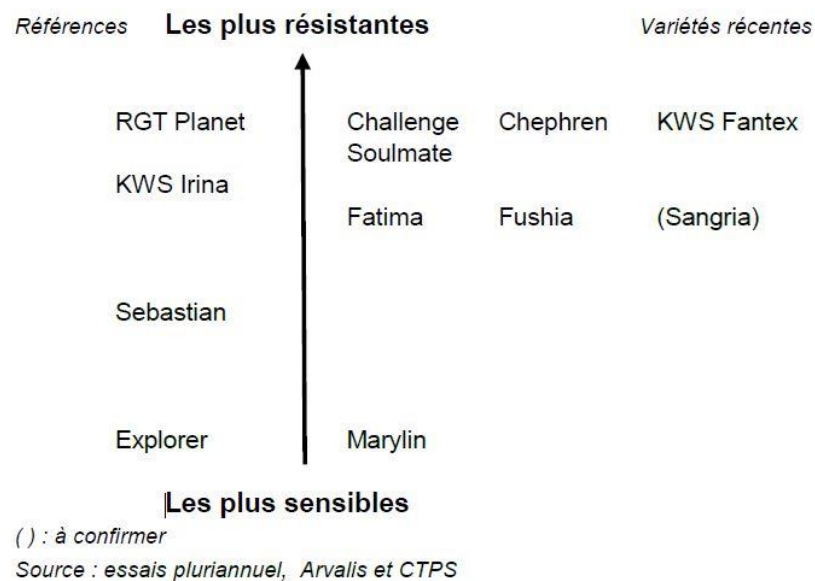 Références Les plus résistantes Variétés récentes
RGT Planet Challenge Chephren KWS Fantex
Soulmate
KWS Irina
Fatima Fushia (Sangria)
Sebastian
Explorer Marylin
Les plus sensibles
( ) : à confirmer
Source : essais pluriannuel, Arvalis et CTPS